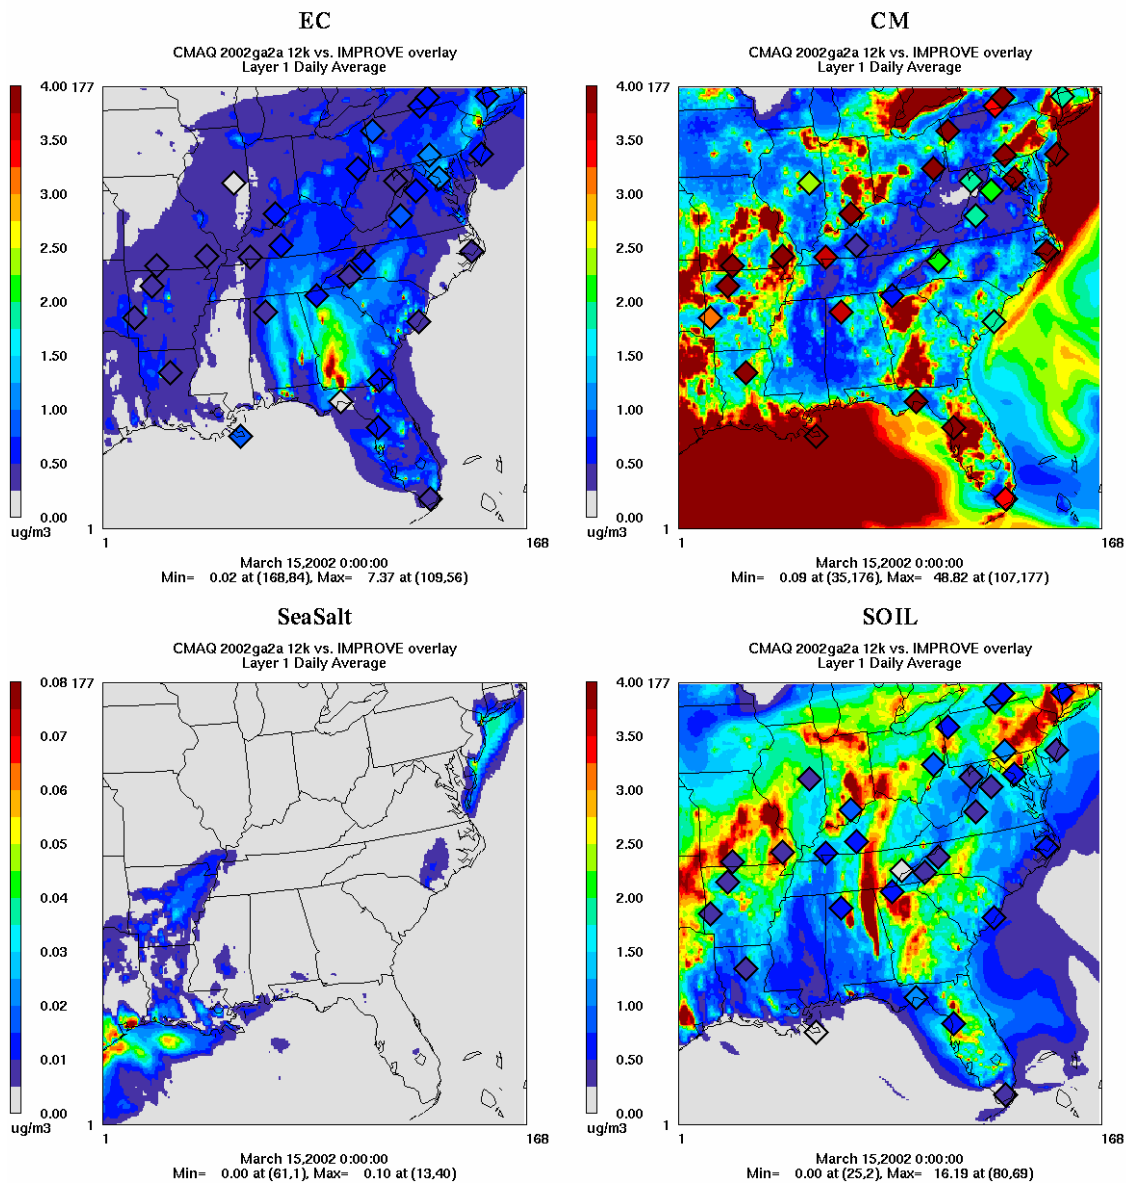 EC
CMAQ 2002ga2a 12k vs. IMPROVE overlay
Layer 1 Daily Average
4.00 177
3.50
3.00
2.50
2.00
1.50
1.00
0.50
0.00
ug/m3
1
1
168
March 15,2002 0:00:00
Min= 0.02 at (168,84), Max= 7.37 at (109,56)
CM
CMAQ 2002ga2a 12k vs. IMPROVE overlay
Layer 1 Daily Average
4.00 177
3.50
3.00
2.50
2.00
1.50
1.00
0.50
0.00
ug/m3
1
1
168
March 15,2002 0:00:00
Min= 0.09 at (35,176), Max= 48.82 at (107,177)
SeaSalt
CMAQ 2002ga2a 12k vs. IMPROVE overlay
Layer 1 Daily Average
0.08 177
0.07
0.06
0.05
0.04
0.03
0.02
0.01
0.00
ug/m3
1
1
168
March 15,2002 0:00:00
Min= 0.00 at (61,1), Max= 0.10 at (13,40)
SOIL
CMAQ 2002ga2a 12k vs. IMPROVE overlay
Layer 1 Daily Average
4.00 177
3.50
3.00
2.50
2.00
1.50
1.00
0.50
0.00
ug/m3
1
1
168
March 15,2002 0:00:00
Min= 0.00 at (25,2), Max= 16.19 at (80,69)